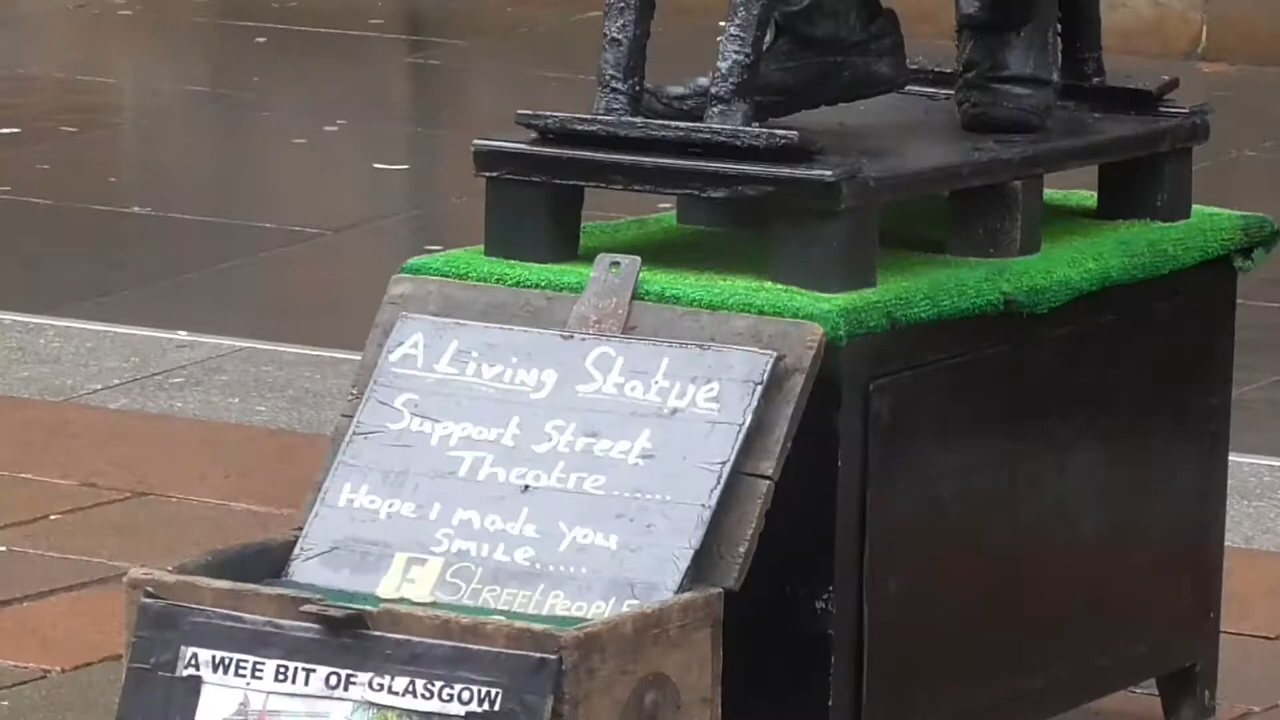 A Living Statue
Support Street
Theatre......
Hope I made you
Smile.....
F STREETPEOPLE
A WEE BIT OF GLASGOW